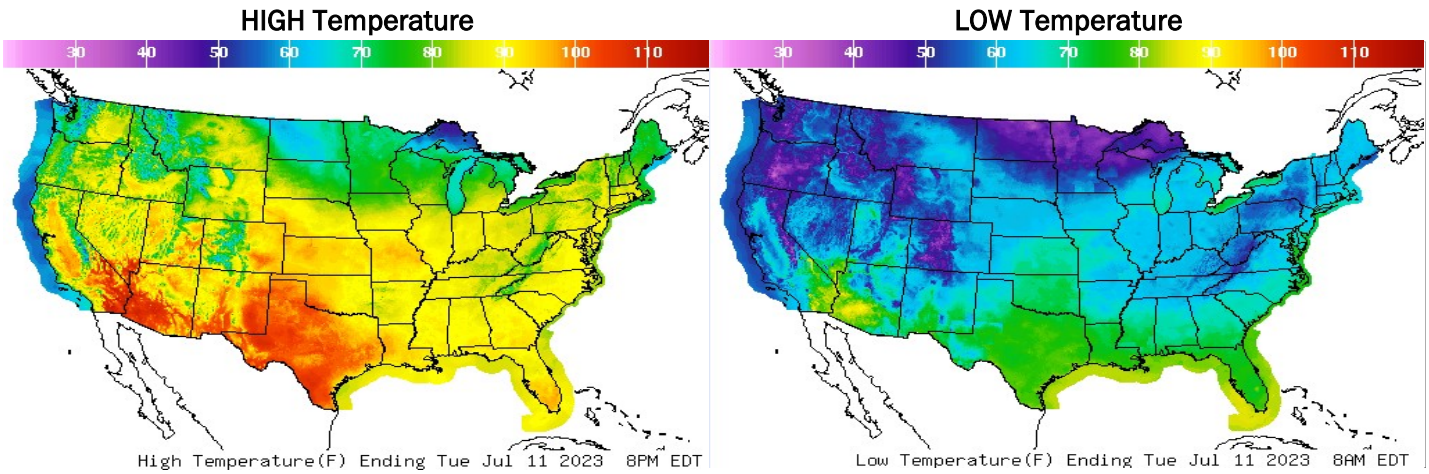 HIGH Temperature
LOW Temperature
30 40 50 60 70 80 90 100 110
30 40 50 60 70 80 90 100 110
High Temperature(F) Ending Tue Jul 11 2023 8PM EDT
Low Temperature(F) Ending Tue Jul 11 2023 8AM EDT